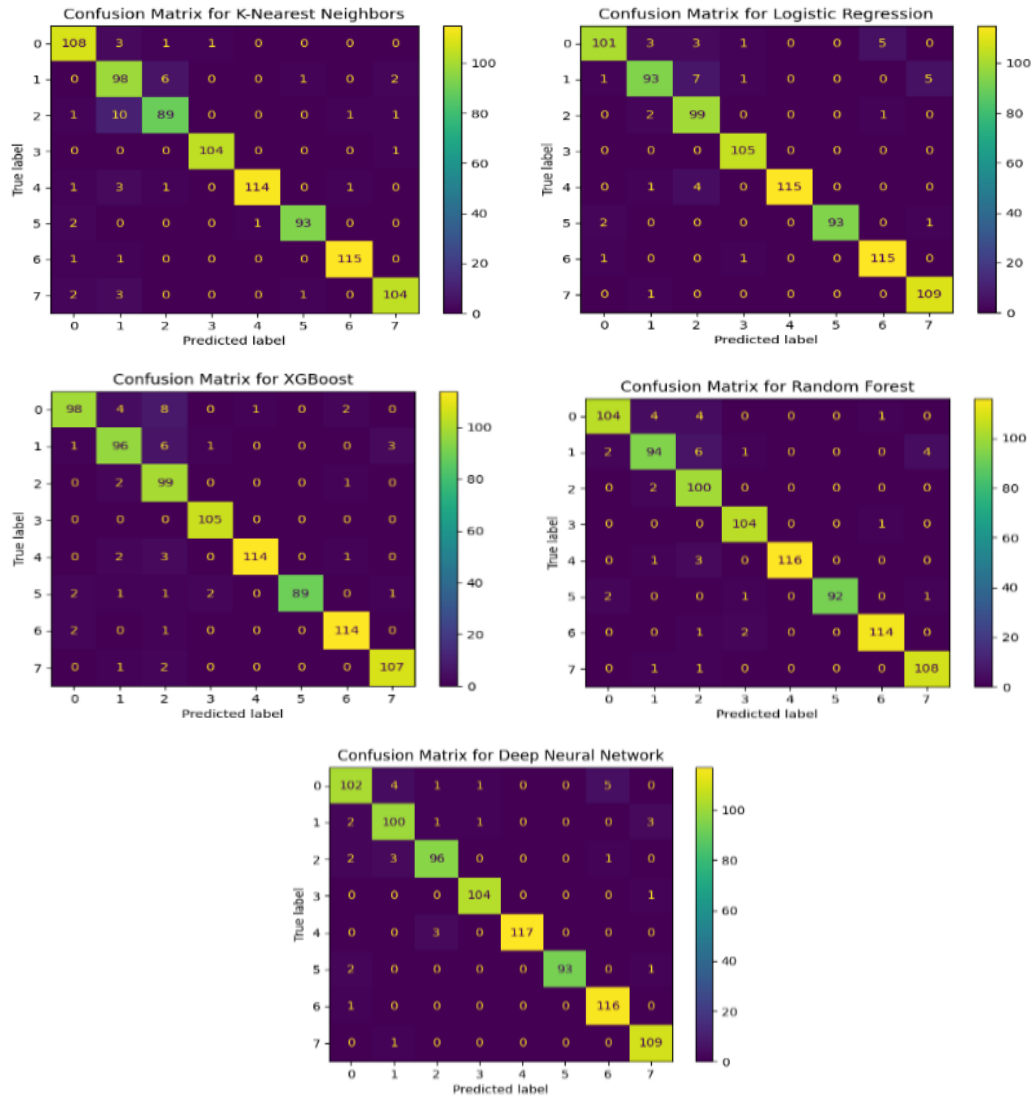 Confusion Matrix for K-Nearest Neighbors
True label
0 108 3 1 1 0 0 0 0
1 0 98 6 0 0 1 0 2
2 1 10 89 0 0 0 1 1
3 0 0 0 104 0 0 0 1
4 1 3 1 0 114 0 1 0
5 2 0 0 0 1 93 0 0
6 1 1 0 0 0 0 115 0
7 2 3 0 0 0 1 0 104
0 1 2 3 4 5 6 7
Predicted label
100
80
60
40
20
0
Confusion Matrix for Logistic Regression
True label
0 101 3 3 1 0 0 5 0
1 1 93 7 1 0 0 0 5
2 0 2 99 0 0 0 1 0
3 0 0 0 105 0 0 0 0
4 0 1 4 0 115 0 0 0
5 2 0 0 0 0 93 0 1
6 1 0 0 1 0 0 115 0
7 0 1 0 0 0 0 0 109
0 1 2 3 4 5 6 7
Predicted label
100
80
60
40
20
0
Confusion Matrix for XGBoost
True label
0 98 4 8 0 1 0 2 0
1 1 96 6 1 0 0 0 3
2 0 2 99 0 0 0 1 0
3 0 0 0 105 0 0 0 0
4 0 2 3 0 114 0 1 0
5 2 1 1 2 0 89 0 1
6 2 0 1 0 0 0 114 0
7 0 1 2 0 0 0 0 107
0 1 2 3 4 5 6 7
Predicted label
100
80
60
40
20
0
Confusion Matrix for Random Forest
True label
0 104 4 4 0 0 0 1 0
1 2 94 6 1 0 0 0 4
2 0 2 100 0 0 0 0 0
3 0 0 0 104 0 0 1 0
4 0 1 3 0 116 0 0 0
5 2 0 0 1 0 92 0 1
6 0 0 1 2 0 0 114 0
7 0 1 1 0 0 0 0 108
0 1 2 3 4 5 6 7
Predicted label
100
80
60
40
20
0
Confusion Matrix for Deep Neural Network
True label
0 102 4 1 1 0 0 5 0
1 2 100 1 1 0 0 0 3
2 2 3 96 0 0 0 1 0
3 0 0 0 104 0 0 0 1
4 0 0 3 0 117 0 0 0
5 2 0 0 0 0 93 0 1
6 1 0 0 0 0 0 116 0
7 0 1 0 0 0 0 0 109
0 1 2 3 4 5 6 7
Predicted label
100
80
60
40
20
0